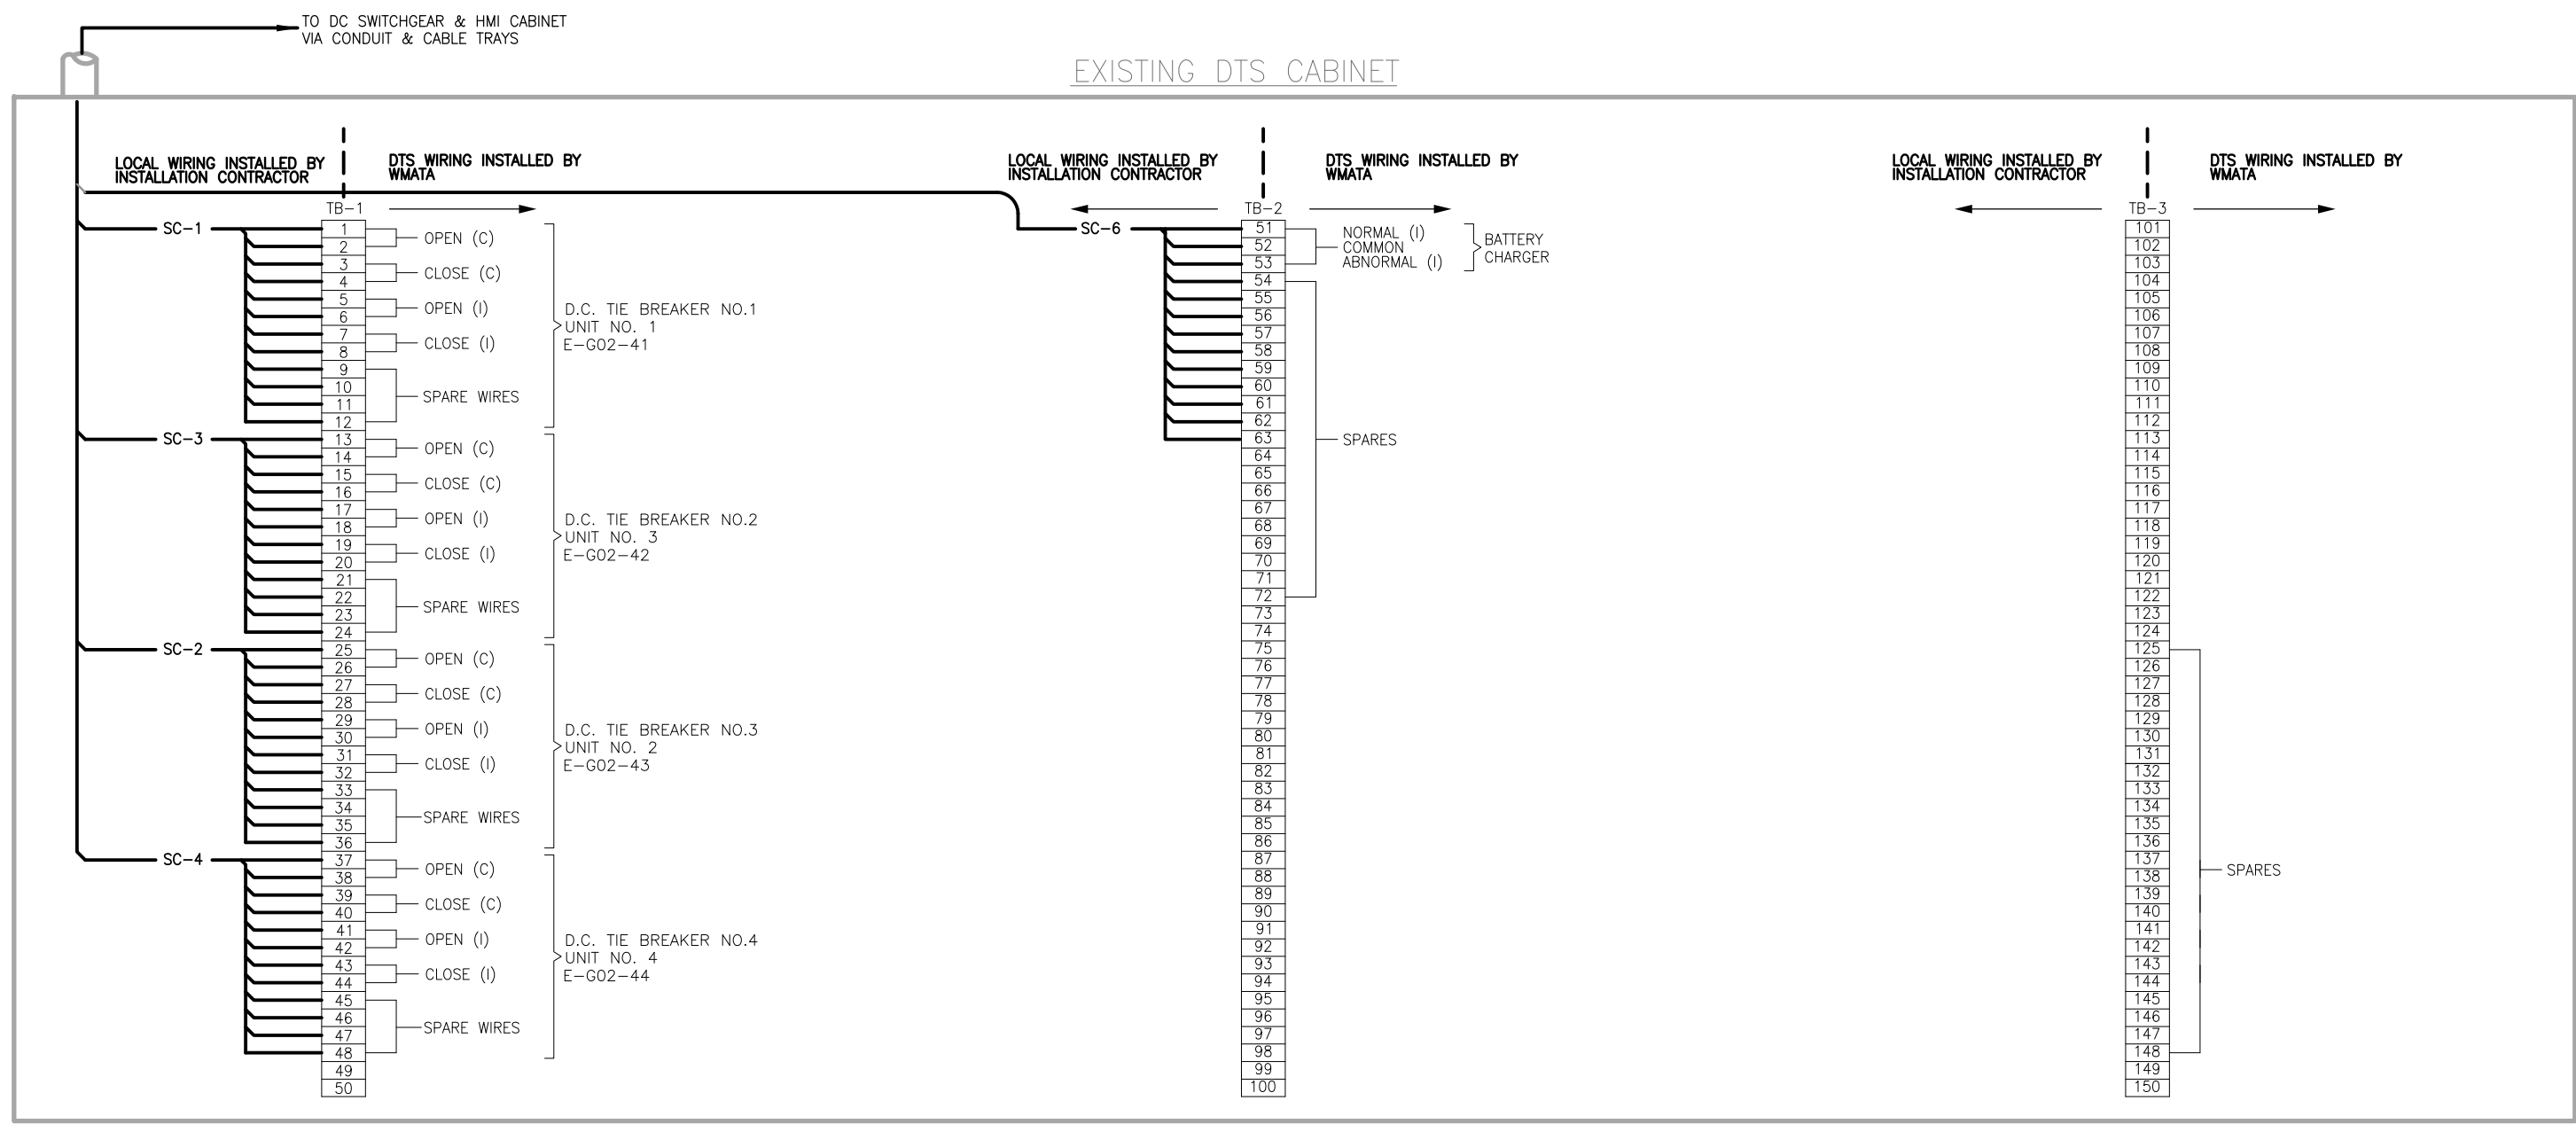 TO DC SWITCHGEAR & HMI CABINET
VIA CONDUIT & CABLE TRAYS
EXISTING DTS CABINET
LOCAL WIRING INSTALLED BY
INSTALLATION CONTRACTOR
DTS WIRING INSTALLED BY
WMATA
TB-1
SC-1
1
2
3
4
5
6
7
8
9
10
11
12
OPEN (C)
CLOSE (C)
OPEN (I)
CLOSE (I)
SPARE WIRES
D.C. TIE BREAKER NO.1
UNIT NO. 1
E-G02-41
SC-3
13
14
15
16
17
18
19
20
21
22
23
24
OPEN (C)
CLOSE (C)
OPEN (I)
CLOSE (I)
SPARE WIRES
D.C. TIE BREAKER NO.2
UNIT NO. 3
E-G02-42
SC-2
25
26
27
28
29
30
31
32
33
34
35
36
OPEN (C)
CLOSE (C)
OPEN (I)
CLOSE (I)
SPARE WIRES
D.C. TIE BREAKER NO.3
UNIT NO. 2
E-G02-43
SC-4
37
38
39
40
41
42
43
44
45
46
47
48
49
50
OPEN (C)
CLOSE (C)
OPEN (I)
CLOSE (I)
SPARE WIRES
D.C. TIE BREAKER NO.4
UNIT NO. 4
E-G02-44
LOCAL WIRING INSTALLED BY
INSTALLATION CONTRACTOR
DTS WIRING INSTALLED BY
WMATA
TB-2
SC-6
51
52
53
54
55
56
57
58
59
60
61
62
63
64
65
66
67
68
69
70
71
72
73
74
75
76
77
78
79
80
81
82
83
84
85
86
87
88
89
90
91
92
93
94
95
96
97
98
99
100
NORMAL (I)
COMMON
ABNORMAL (I)
BATTERY
CHARGER
SPARES
LOCAL WIRING INSTALLED BY
INSTALLATION CONTRACTOR
DTS WIRING INSTALLED BY
WMATA
TB-3
101
102
103
104
105
106
107
108
109
110
111
112
113
114
115
116
117
118
119
120
121
122
123
124
125
126
127
128
129
130
131
132
133
134
135
136
137
138
139
140
141
142
143
144
145
146
147
148
149
150
SPARES